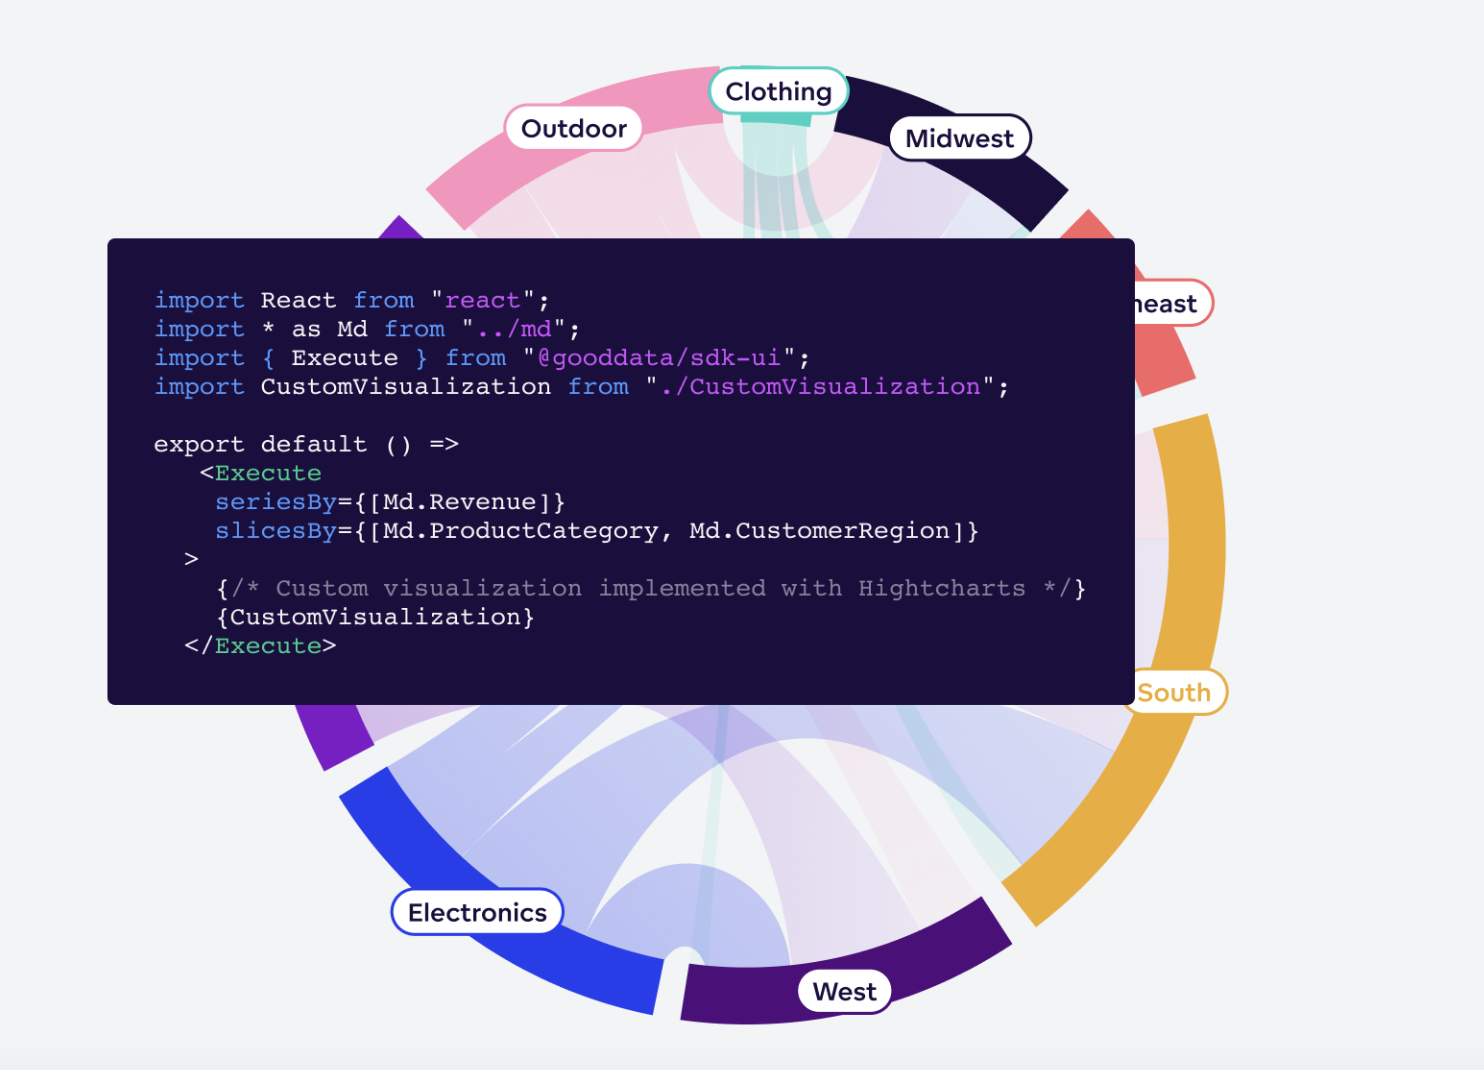 Clothing
Outdoor
Midwest
import React from "react";
import * as Md from "../md";
import { Execute } from "@gooddata/sdk-ui";
import CustomVisualization from "./CustomVisualization";
export default () =>
<Execute
seriesBy={[Md.Revenue]}
slicesBy={[Md.ProductCategory, Md.CustomerRegion]}
>
{/* Custom visualization implemented with Hightcharts */}
{CustomVisualization}
</Execute>
South
Electronics
West